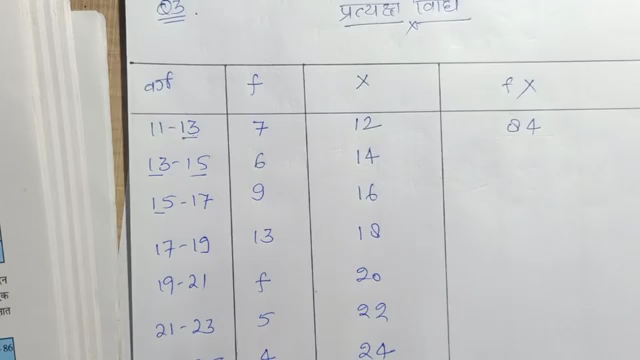 Q3.
प्रत्यक्ष विधि
वर्ग f x f x
11-13 7 12 84
13-15 6 14
15-17 9 16
17-19 13 18
19-21 f 20
21-23 5 22
4 24
86